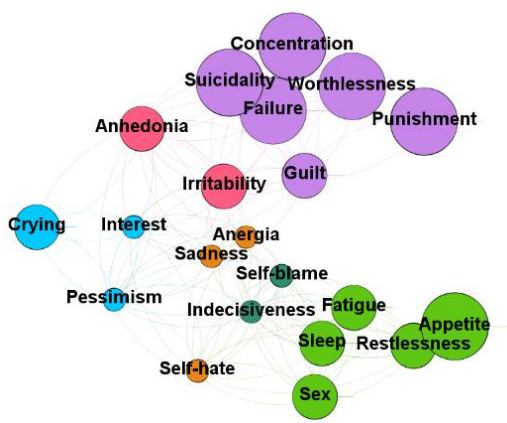 Concentration
Suicidality
Worthlessness
Failure
Punishment
Anhedonia
Guilt
Irritability
Crying
Interest
Anergia
Sadness
Self-blame
Pessimism
Indecisiveness
Fatigue
Appetite
Sleep
Restlessness
Self-hate
Sex